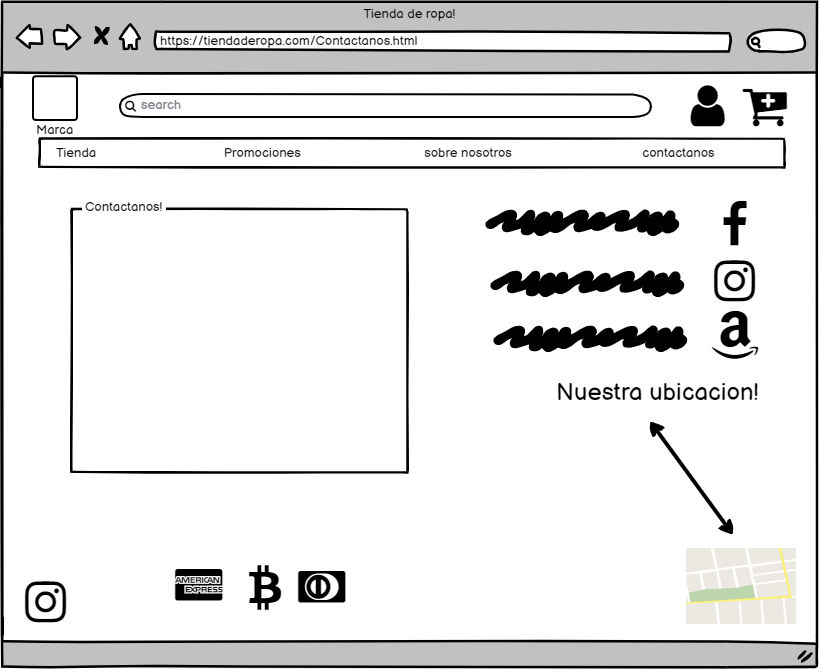 Tienda de ropa!
https://tiendaderopa.com/Contactanos.html
search
Marca
Tienda Promociones sobre nosotros contactanos
Contactanos!
f
a
Nuestra ubicacion!
AMERICAN
EXPRESS